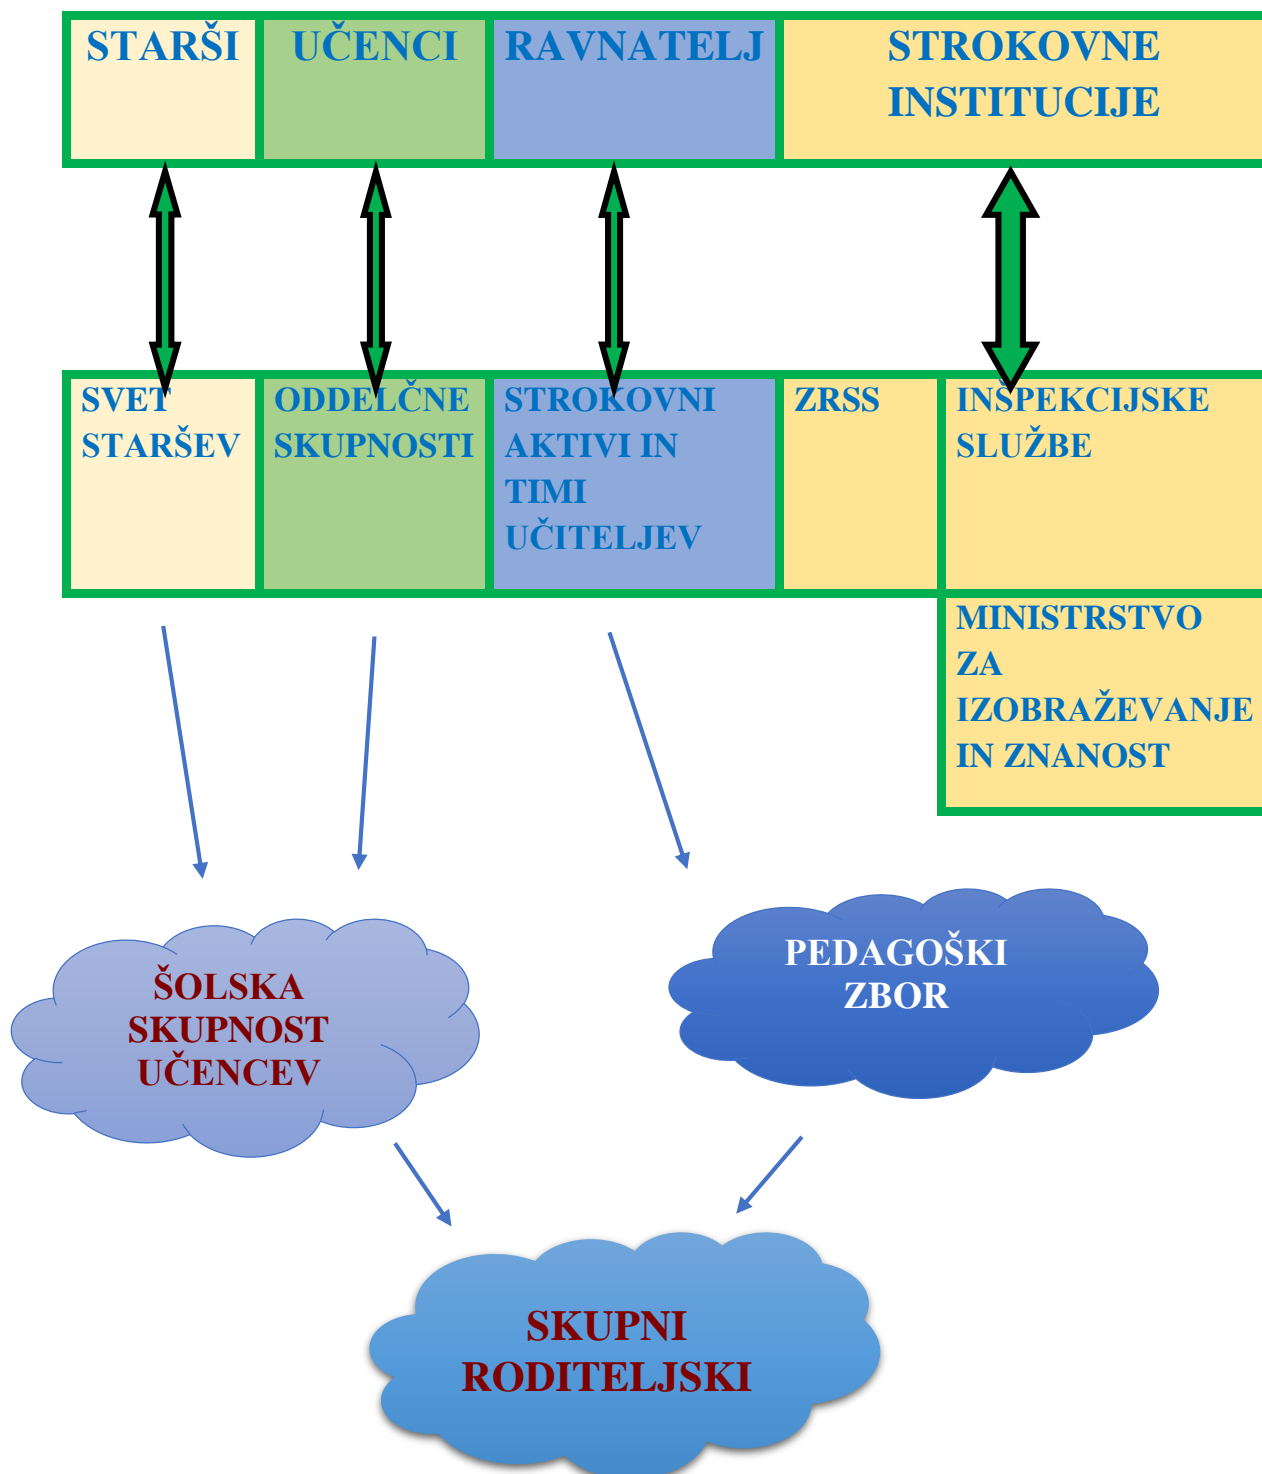 STARŠI
UČENCI
RAVNATELJ
STROKOVNE
INSTITUCIJE
SVET
STARŠEV
ODDELČNE
SKUPNOSTI
STROKOVNI
AKTIVI IN
TIMI
UČITELJEV
ZRSS
INŠPEKCIJSKE
SLUŽBE
MINISTRSTVO
ZA
IZOBRAŽEVANJE
IN ZNANOST
ŠOLSKA
SKUPNOST
UČENCEV
PEDAGOŠKI
ZBOR
SKUPNI
RODITELJSKI